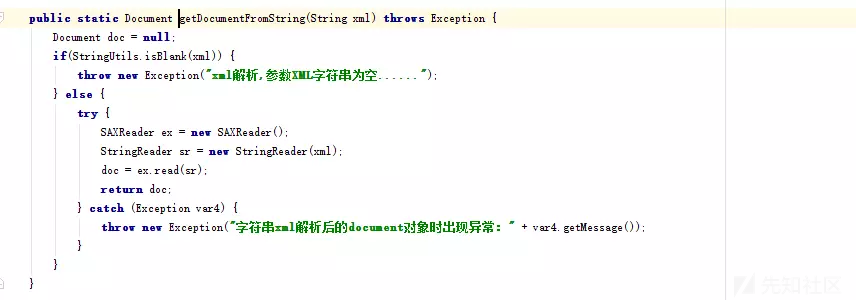 public static Document getDocumentFromString(String xml) throws Exception {
    Document doc = null;
    if(StringUtils.isBlank(xml)) {
        throw new Exception("xml解析,参数XML字符串为空......");
    } else {
        try {
            SAXReader ex = new SAXReader();
            StringReader sr = new StringReader(xml);
            doc = ex.read(sr);
            return doc;
        } catch (Exception var4) {
            throw new Exception("字符串xml解析后的document对象时出现异常：" + var4.getMessage());
        }
    }
}
先知社区